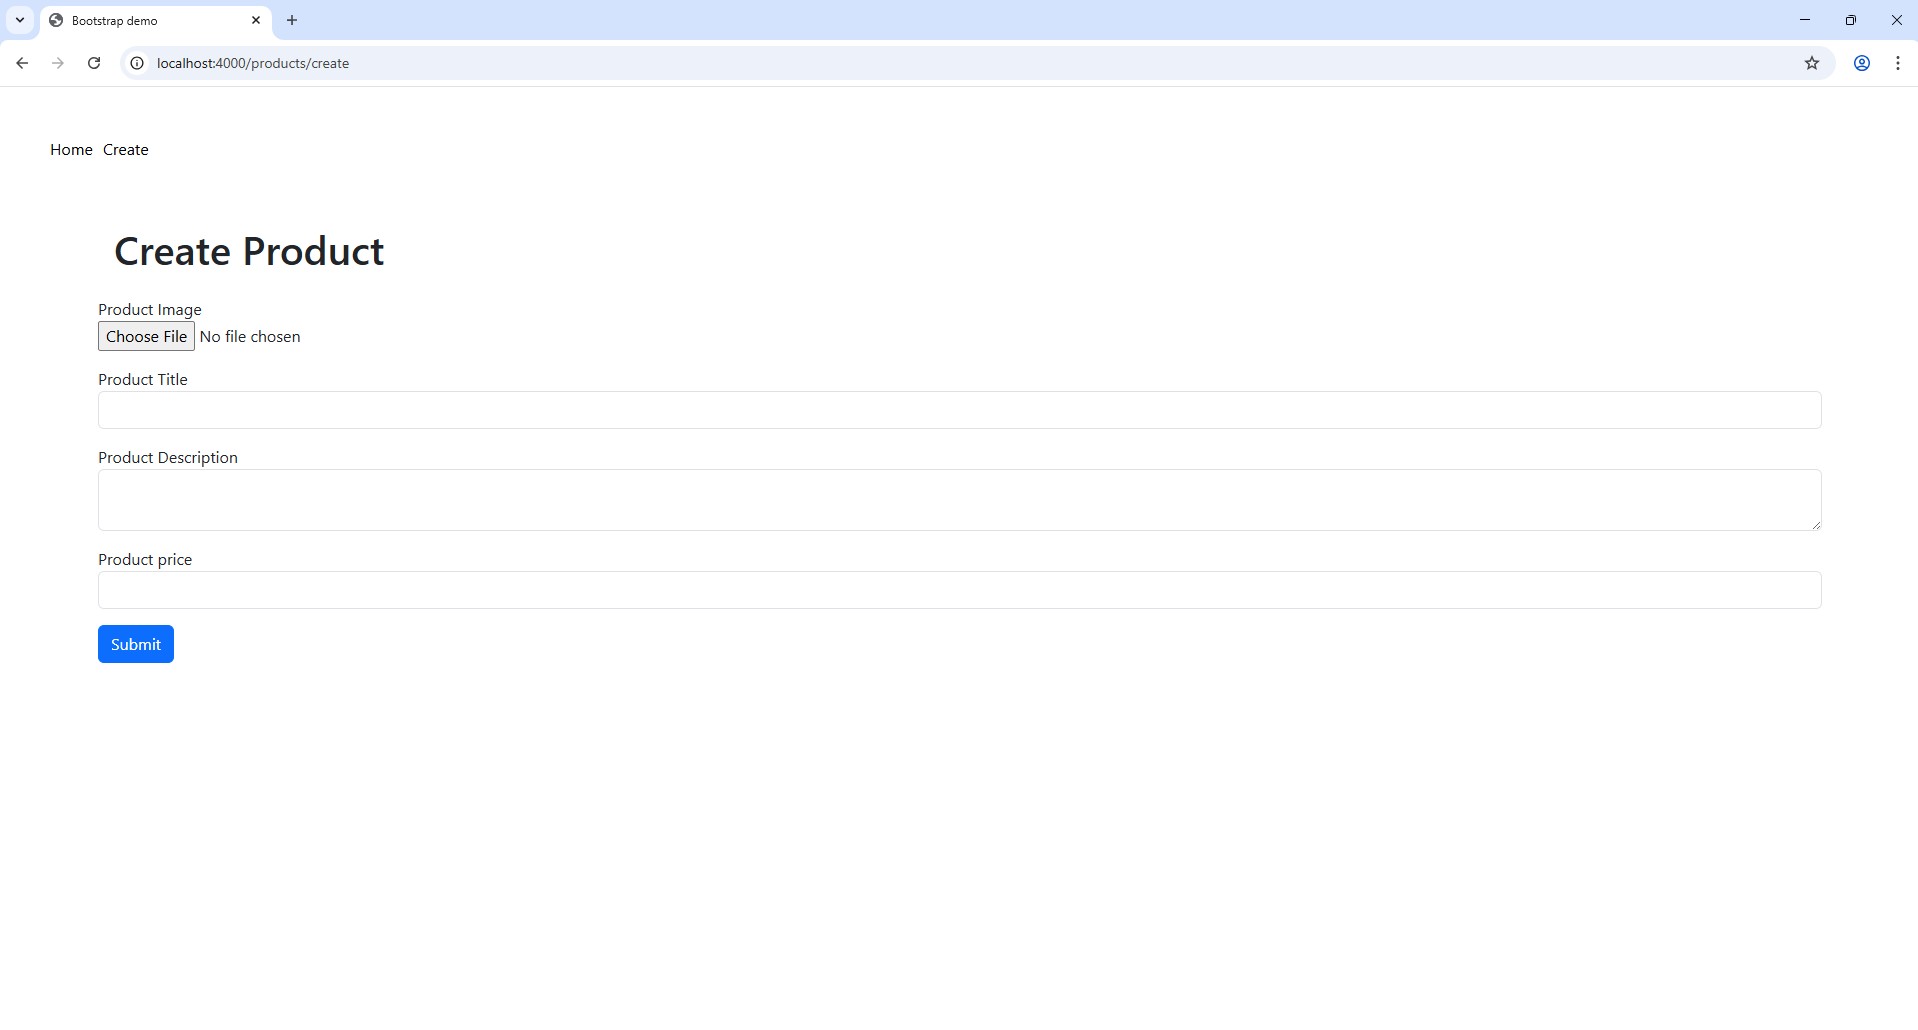 Bootstrap demo
localhost:4000/products/create
Home Create
Create Product
Product Image
Choose File No file chosen
Product Title
Product Description
Product price
Submit